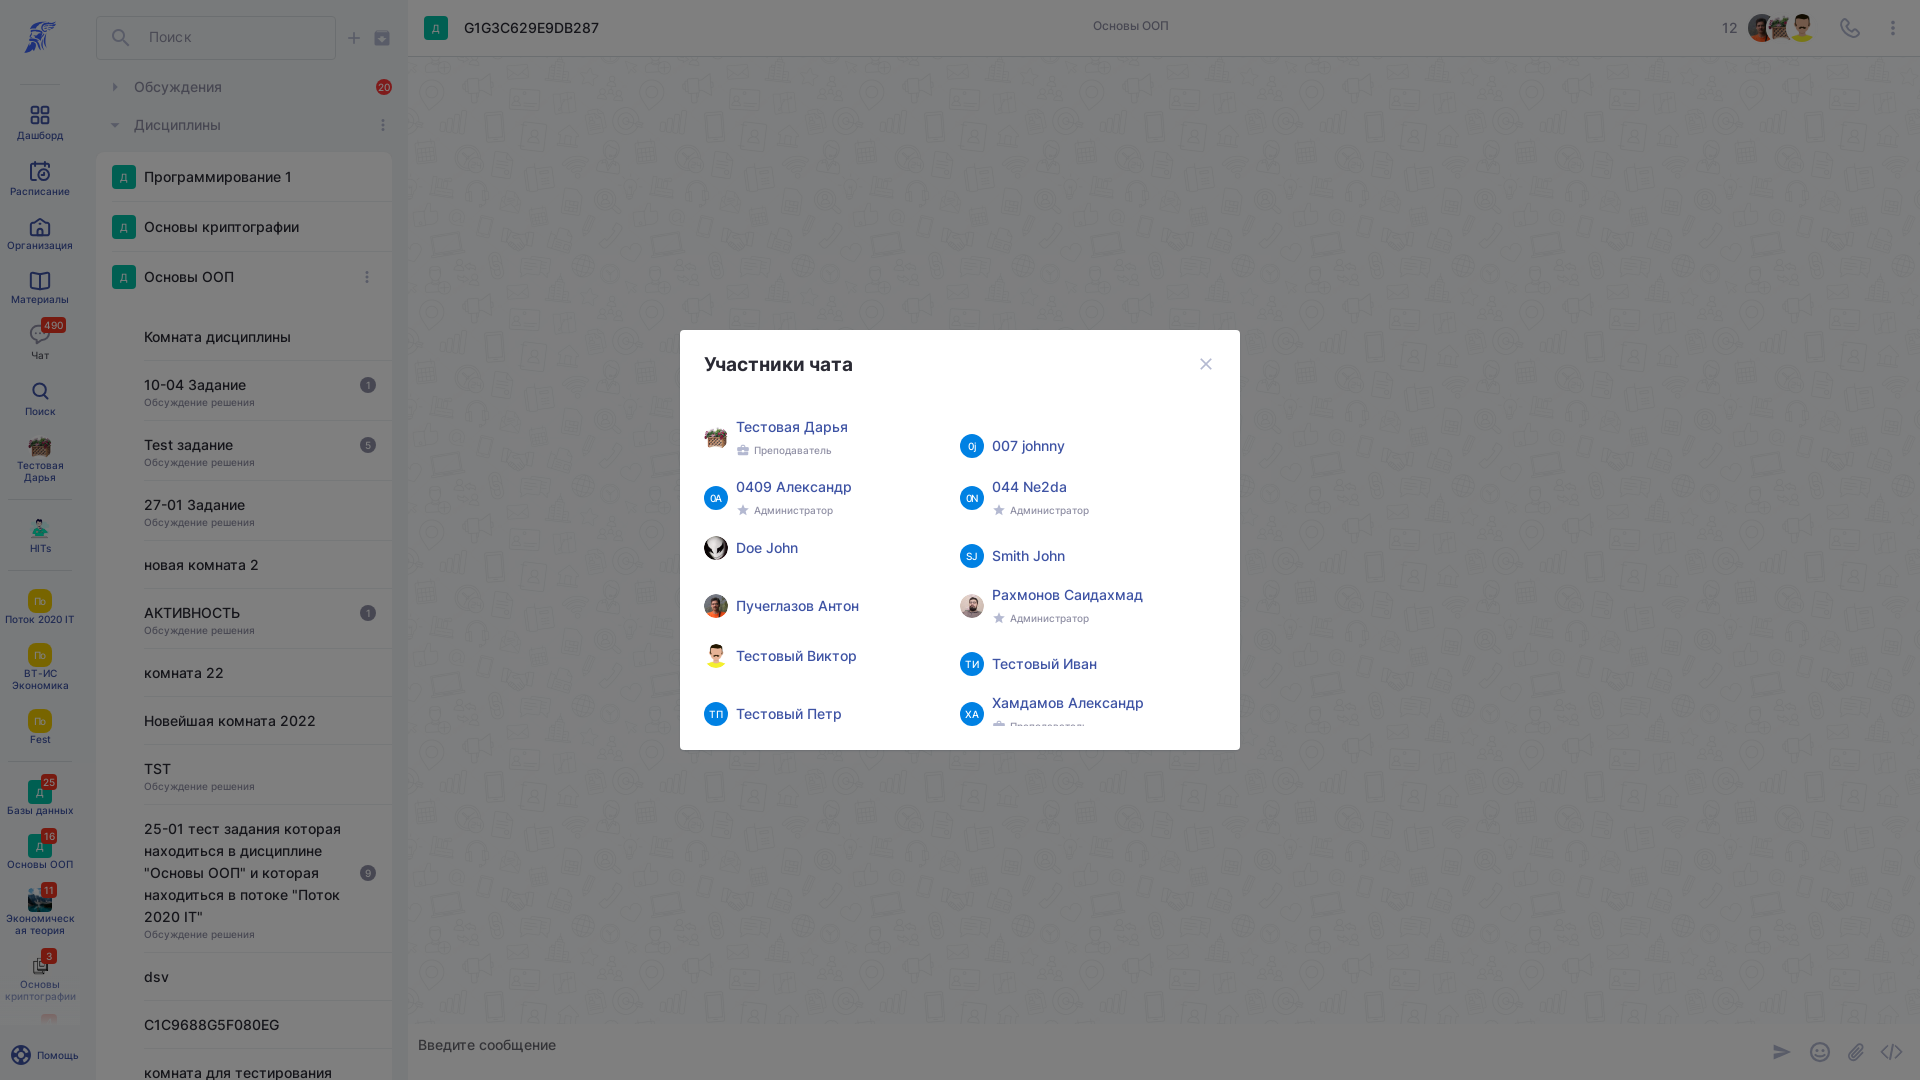 Дашборд
Расписание
Организация
Материалы
490
Чат
Поиск
Тестовая
Дарья
HITs
По
Поток 2020 IT
По
ВТ-ИС
Экономика
По
Fest
25
Д
Базы данных
16
Д
Основы ООП
11
Экономическ
ая теория
3
Основы
криптографии
Помощь
Поиск
Обсуждения
20
Дисциплины
Д Программирование 1
Д Основы криптографии
Д Основы ООП
Комната дисциплины
10-04 Задание 1
Обсуждение решения
Test задание 5
Обсуждение решения
27-01 Задание
Обсуждение решения
новая комната 2
АКТИВНОСТЬ 1
Обсуждение решения
комната 22
Новейшая комната 2022
TST
Обсуждение решения
25-01 тест задания которая
находиться в дисциплине
"Основы ООП" и которая 9
находиться в потоке "Поток
2020 IT"
Обсуждение решения
dsv
C1C9688G5F080EG
комната для тестирования
Д G1G3C629E9DB287
Основы ООП
12
Участники чата
Тестовая Дарья
Преподаватель
0j 007 johnny
0A 0409 Александр
Администратор
0N 044 Ne2da
Администратор
Doe John
SJ Smith John
Пучеглазов Антон
Рахмонов Саидахмад
Администратор
Тестовый Виктор
ТИ Тестовый Иван
ТП Тестовый Петр
ХА Хамдамов Александр
Преподаватель
Введите сообщение